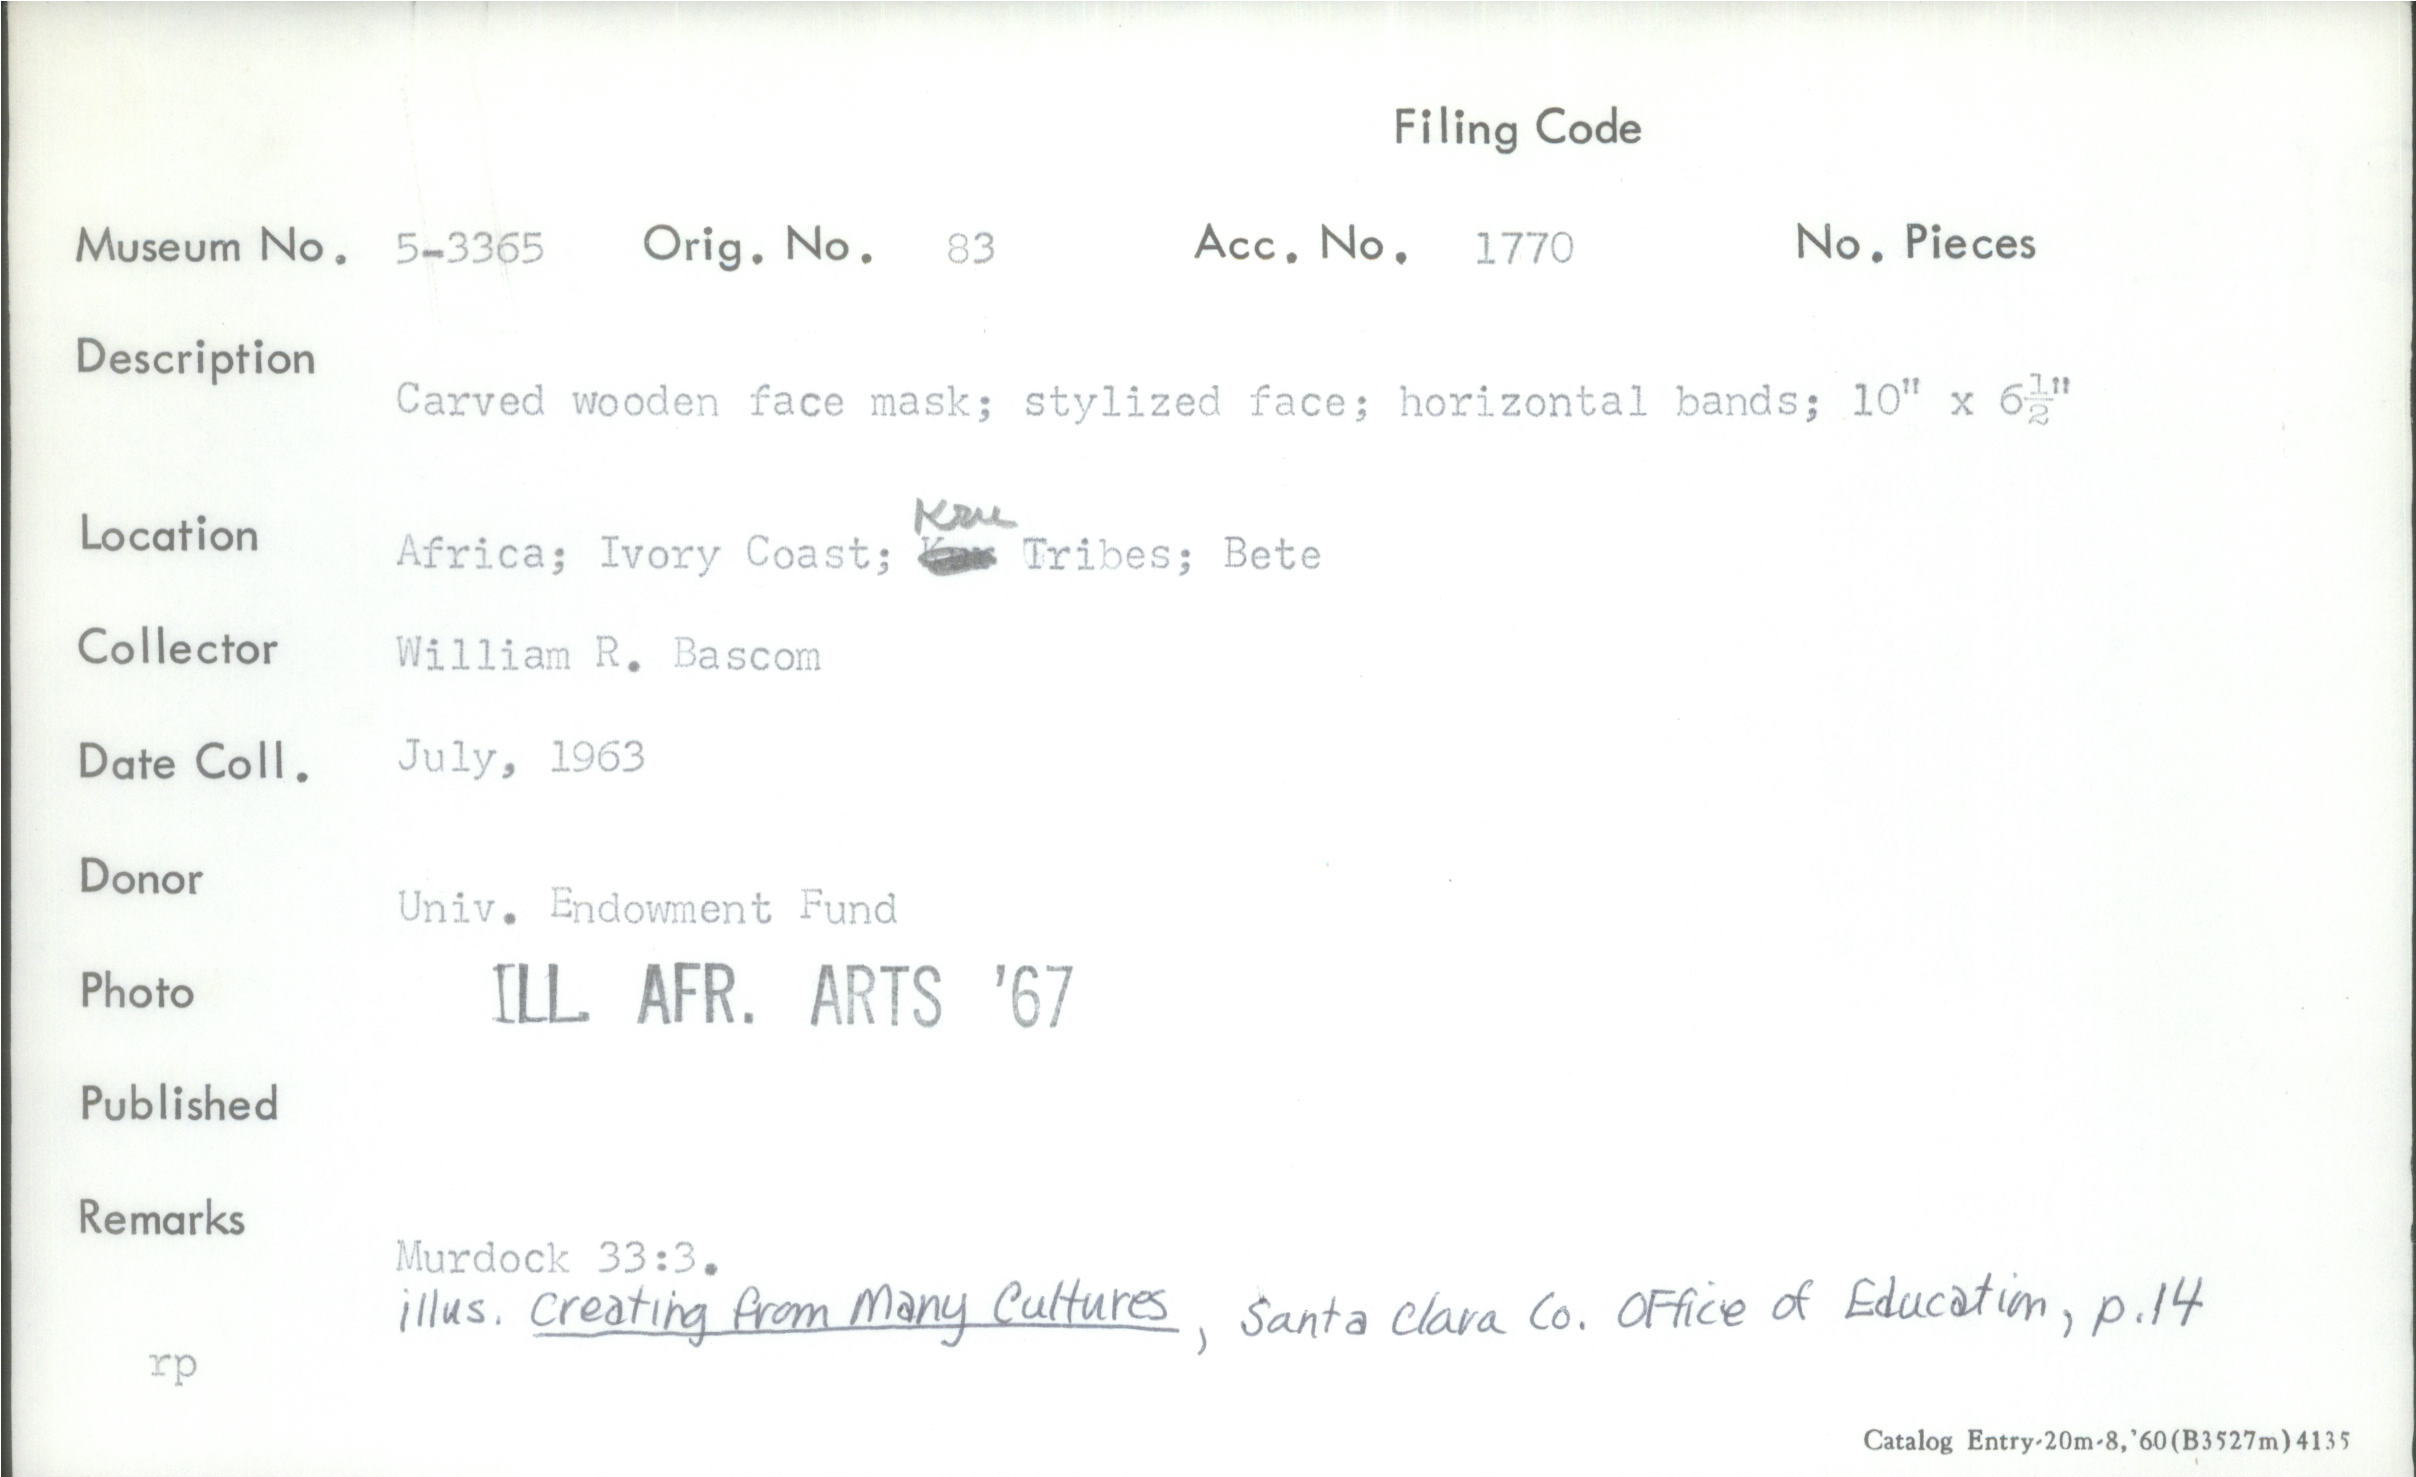 Filing Code
Museum No. 5-3365 Orig. No. 83 Acc. No. 1770 No. Pieces
Description
Carved wooden face mask; stylized face; horizontal bands; 10" x 6½"
Kru
Location Africa; Ivory Coast; Tribes; Bete
Collector William R. Bascom
Date Coll. July, 1963
Donor
Univ. Endowment Fund
Photo ILL. AFR. ARTS '67
Published
Remarks
Murdock 33:3.
illus. Creating from Many Cultures, Santa Clara Co. Office of Education, p.14
rp
Catalog Entry-20m-8,'60(B3527m)4135